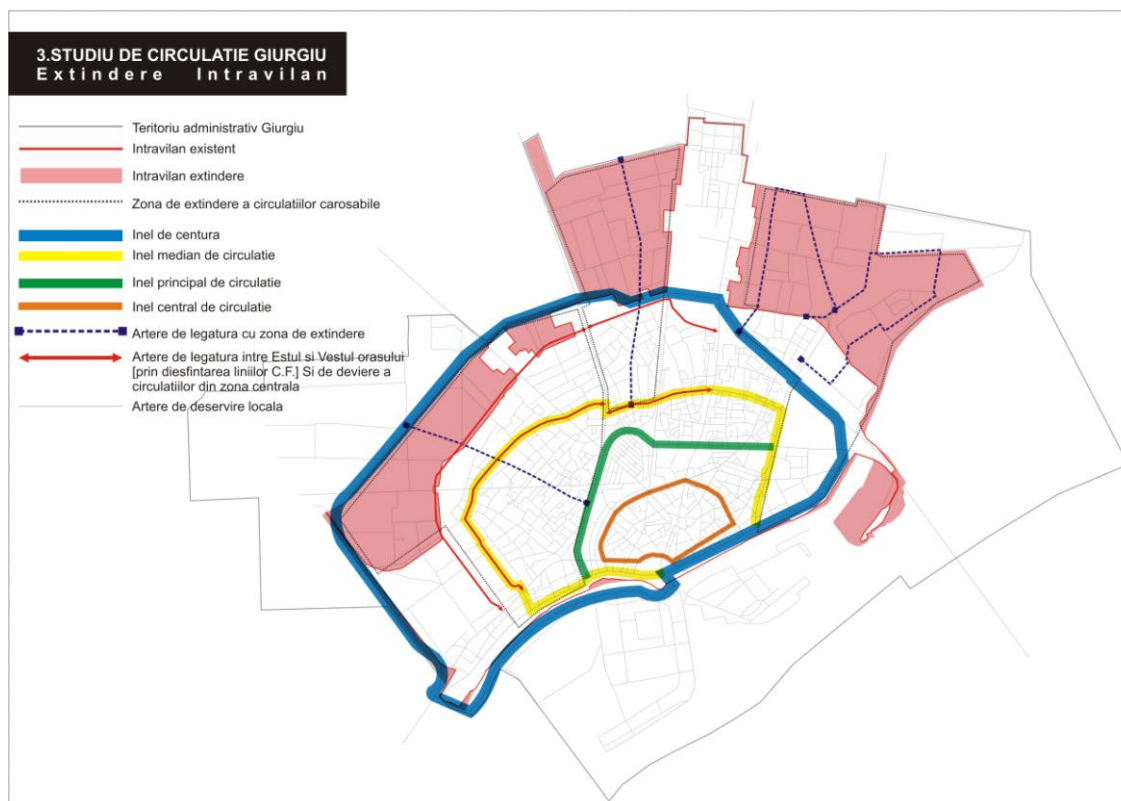 3.STUDIU DE CIRCULATIE GIURGIU
Extindere Intravilan
Teritoriu administrativ Giurgiu
Intravilan existent
Intravilan extindere
Zona de extindere a circulatiilor carosabile
Inel de centura
Inel median de circulatie
Inel principal de circulatie
Inel central de circulatie
Artere de legatura cu zona de extindere
Artere de legatura intre Estul si Vestul orasului
[prin diesfintarea liniilor C.F.] Si de deviere a
circulatiilor din zona centrala
Artere de deservire locala